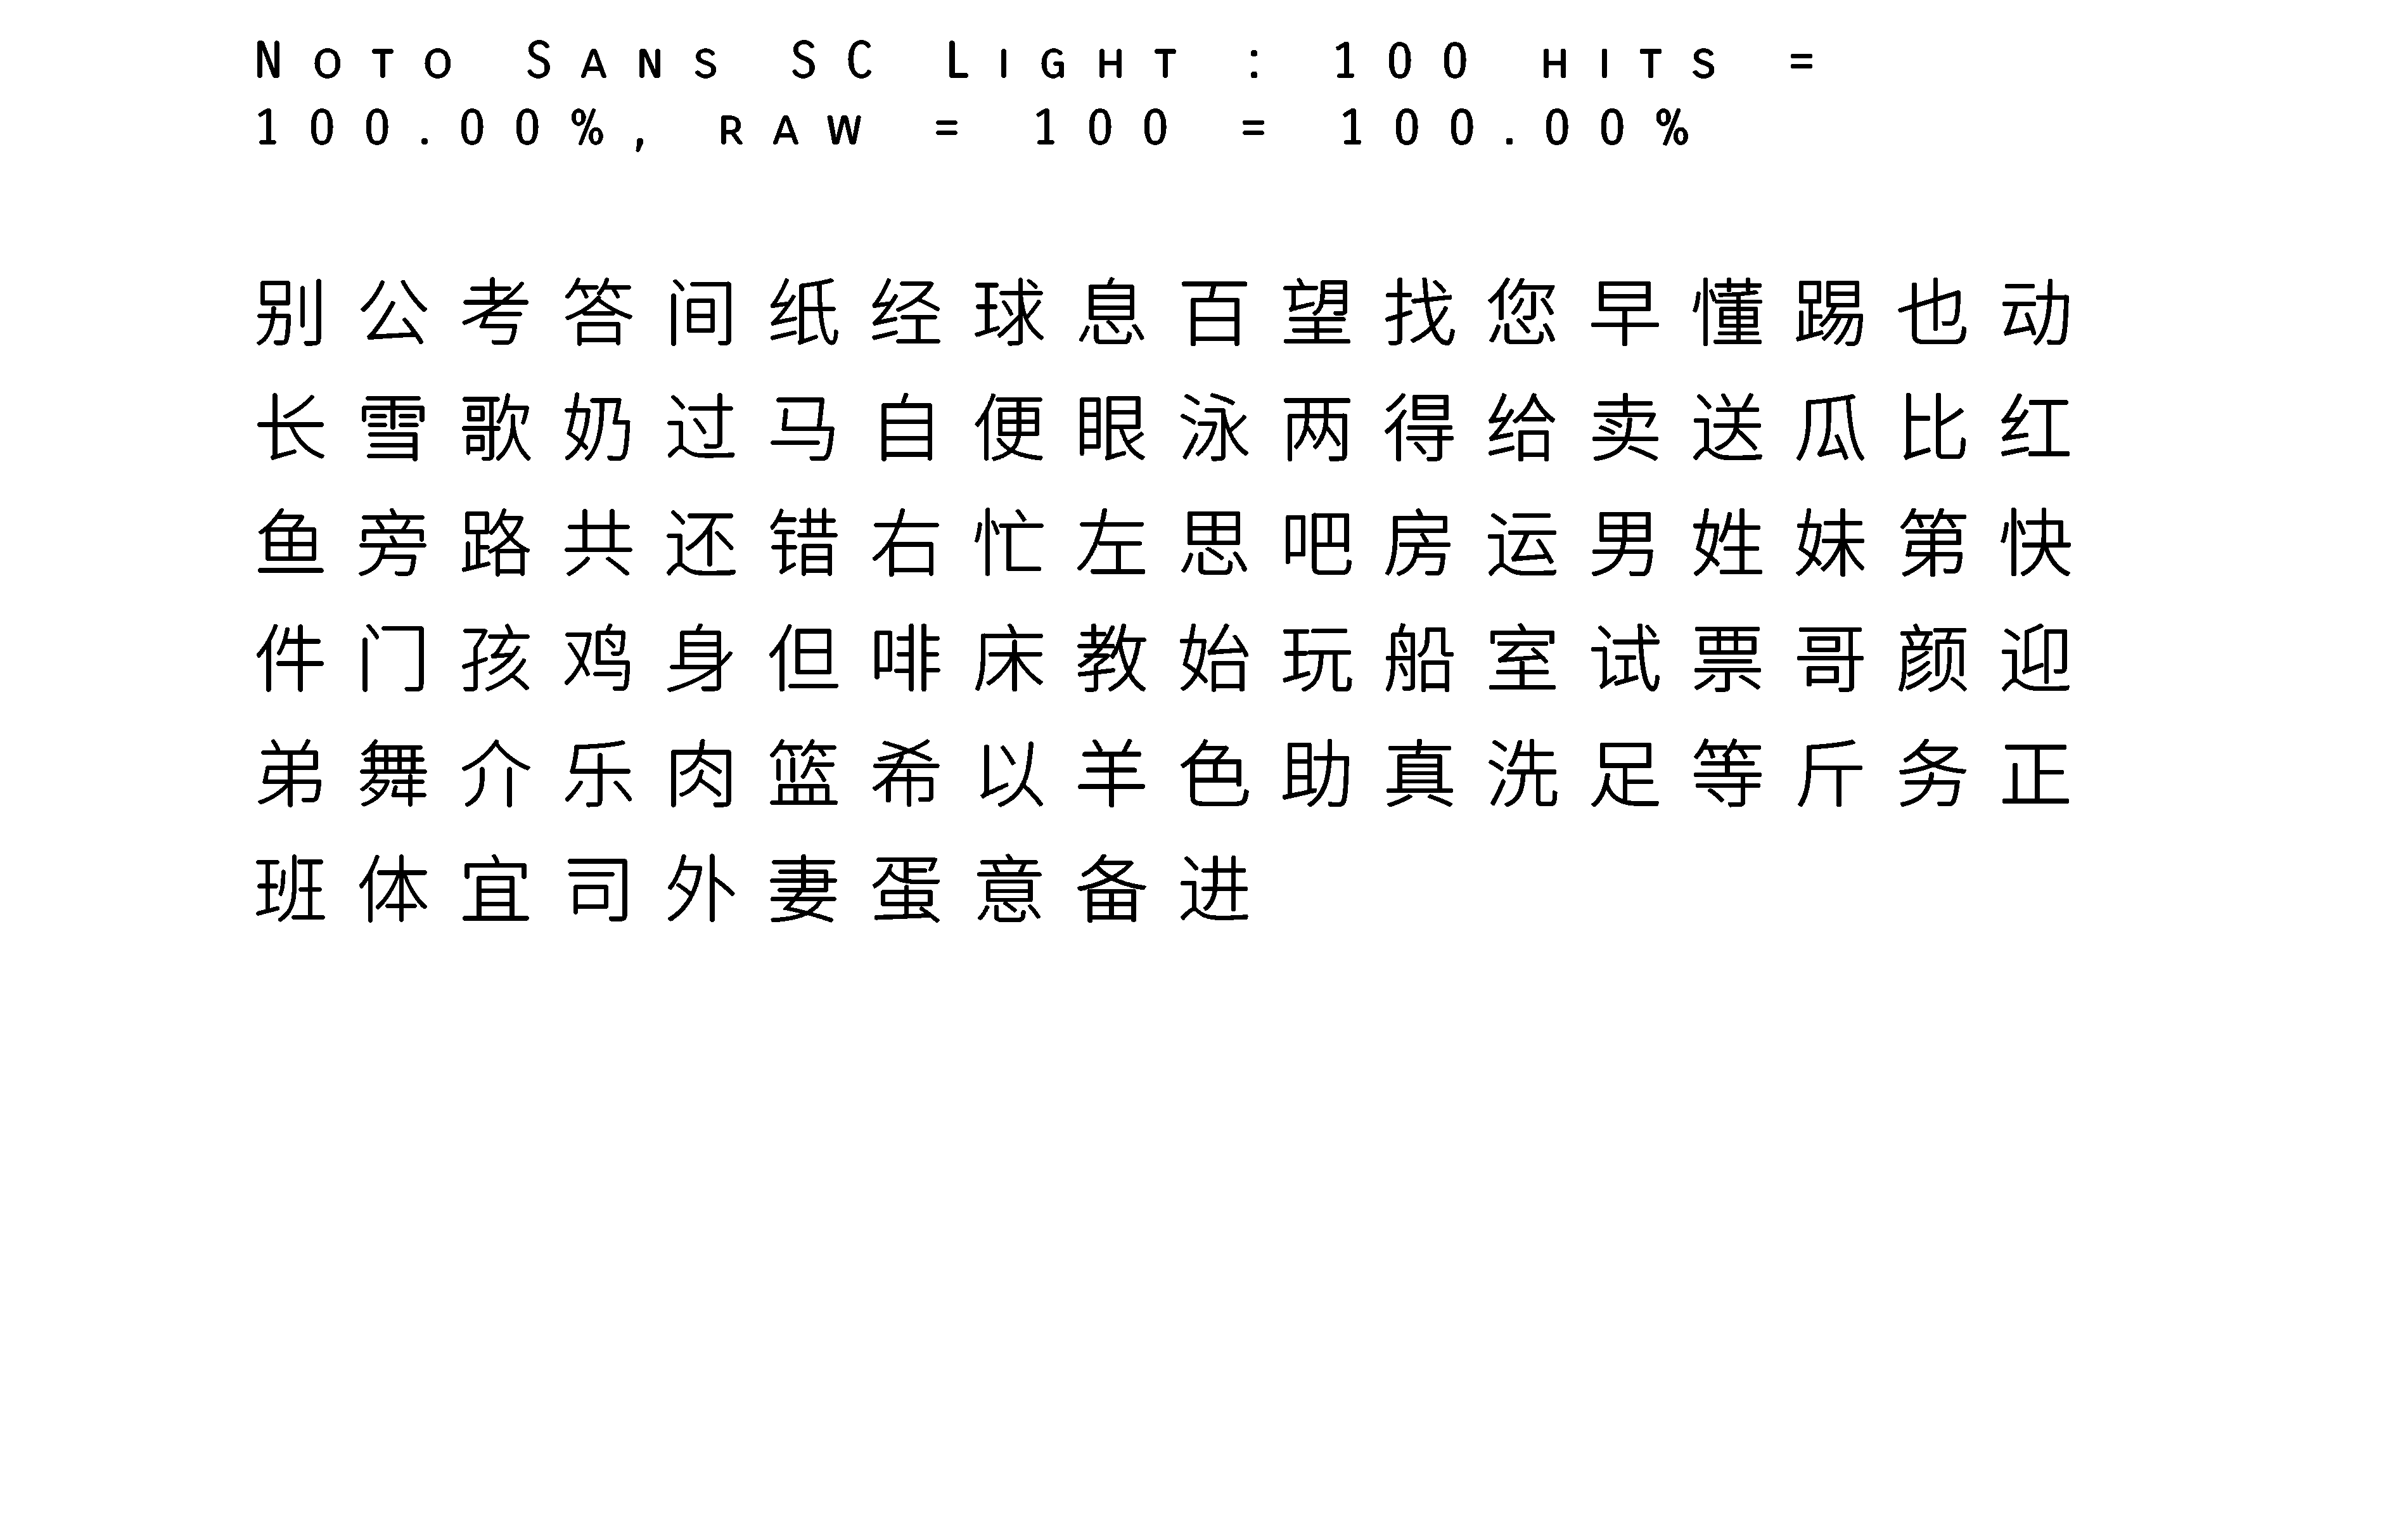 Noto Sans SC Light : 100 hits =
100.00%, raw = 100 = 100.00%
别公考答间纸经球息百望找您早懂踢也动
长雪歌奶过马自便眼泳两得给卖送瓜比红
鱼旁路共还错右忙左思吧房运男姓妹第快
件门孩鸡身但啡床教始玩船室试票哥颜迎
弟舞介乐肉篮希以羊色助真洗足等斤务正
班体宜司外妻蛋意备进